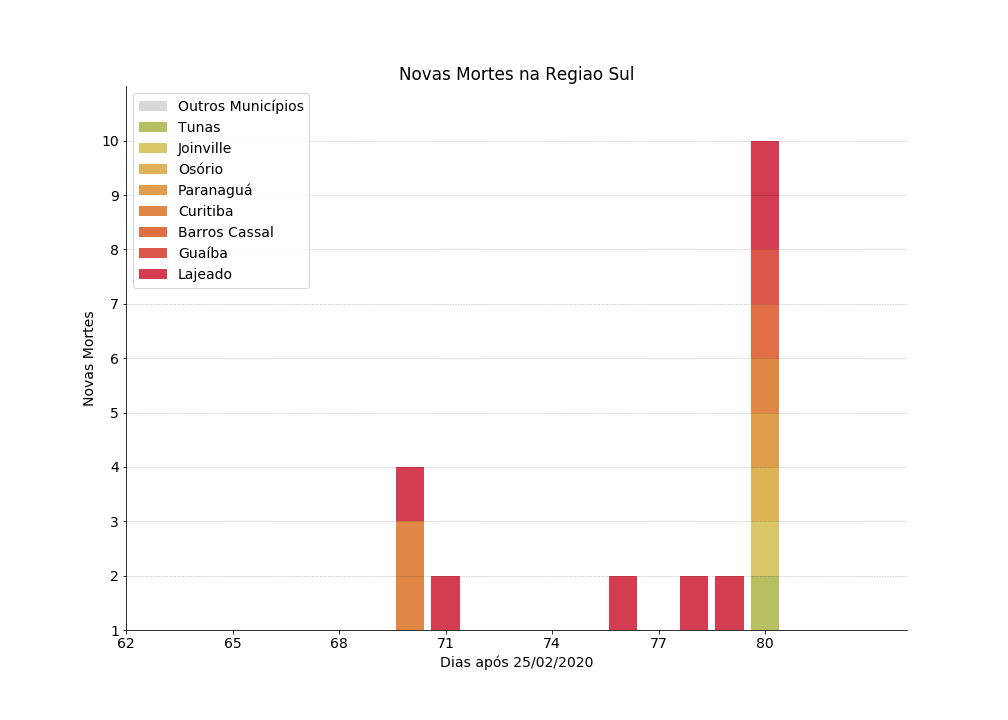 Novas Mortes na Regiao Sul
Outros Municípios
Tunas
Joinville
Osório
Paranaguá
Curitiba
Barros Cassal
Guaíba
Lajeado
Novas Mortes
10
9
8
7
6
5
4
3
2
1
62 65 68 71 74 77 80
Dias após 25/02/2020